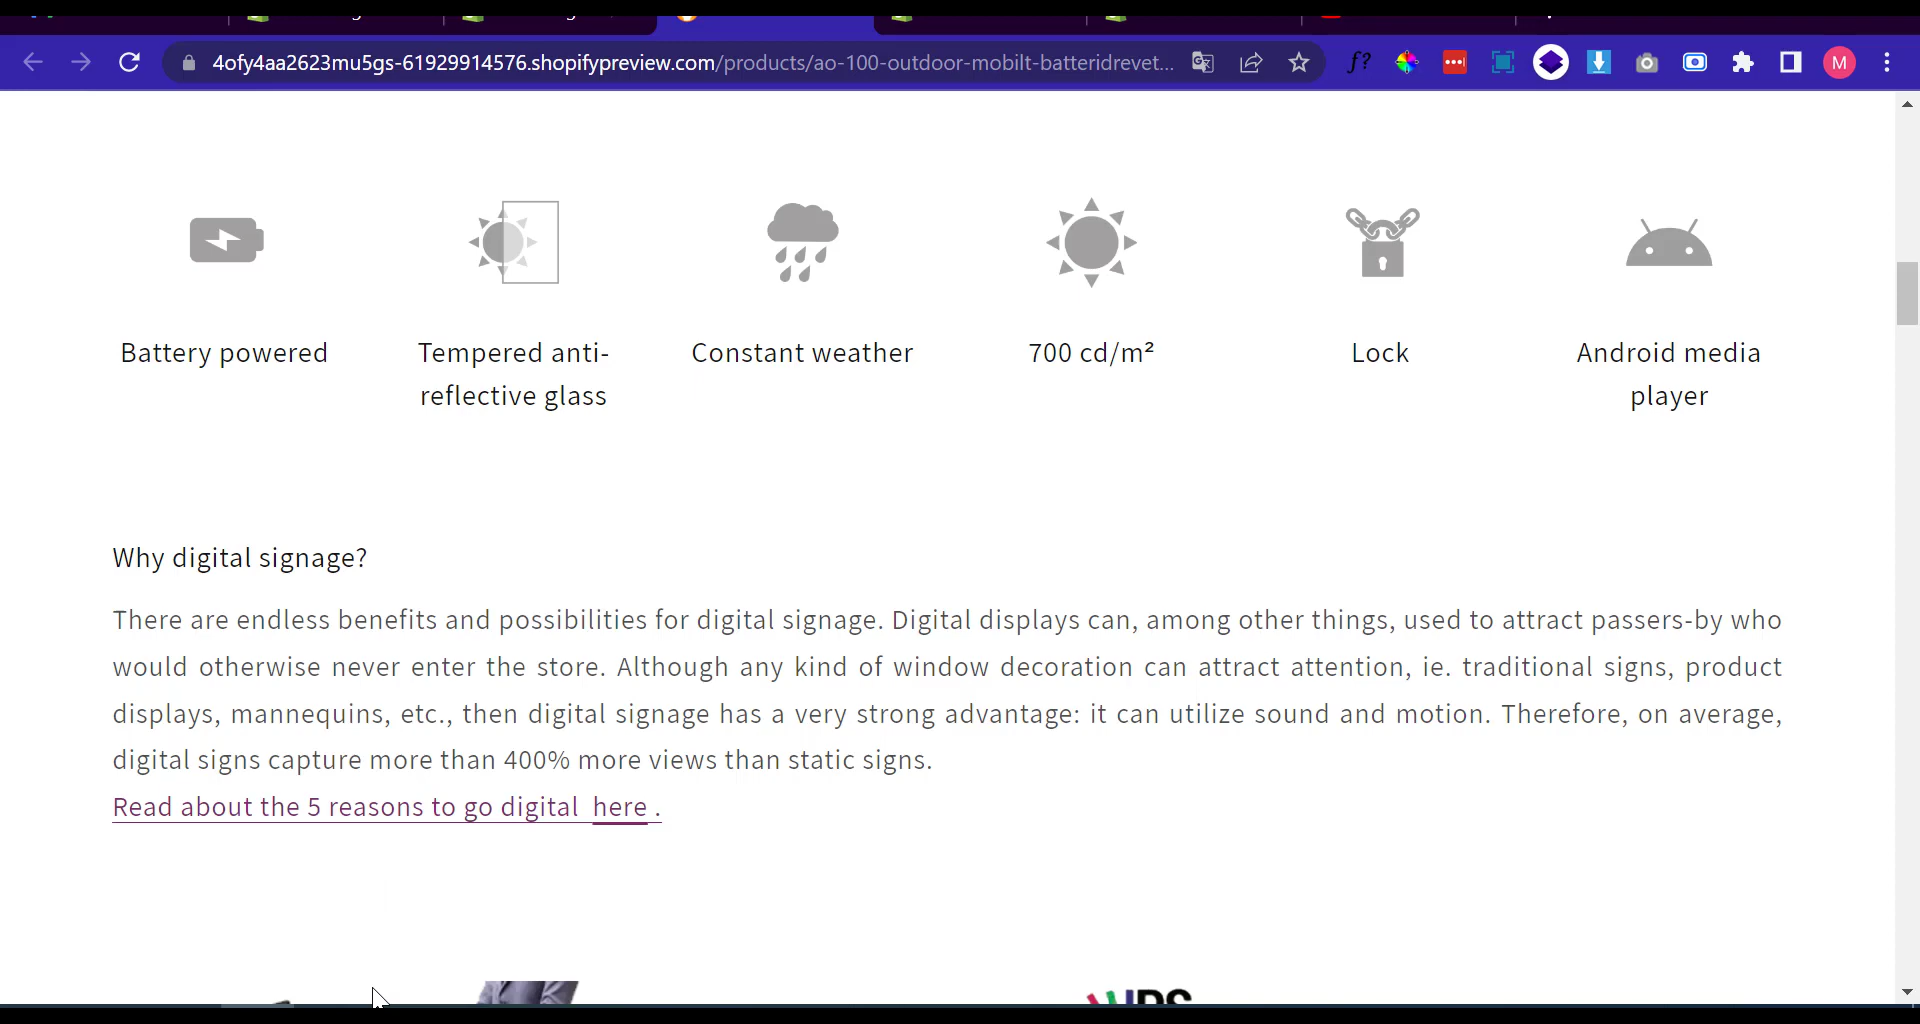 4ofy4aa2623mu5gs-61929914576.shopifypreview.com/products/ao-100-outdoor-mobilt-batteridrevet...
f?
M
Battery powered
Tempered anti-
reflective glass
Constant weather
700 cd/m²
Lock
Android media
player
Why digital signage?
There are endless benefits and possibilities for digital signage. Digital displays can, among other things, used to attract passers-by who
would otherwise never enter the store. Although any kind of window decoration can attract attention, ie. traditional signs, product
displays, mannequins, etc., then digital signage has a very strong advantage: it can utilize sound and motion. Therefore, on average,
digital signs capture more than 400% more views than static signs.
Read about the 5 reasons to go digital here .